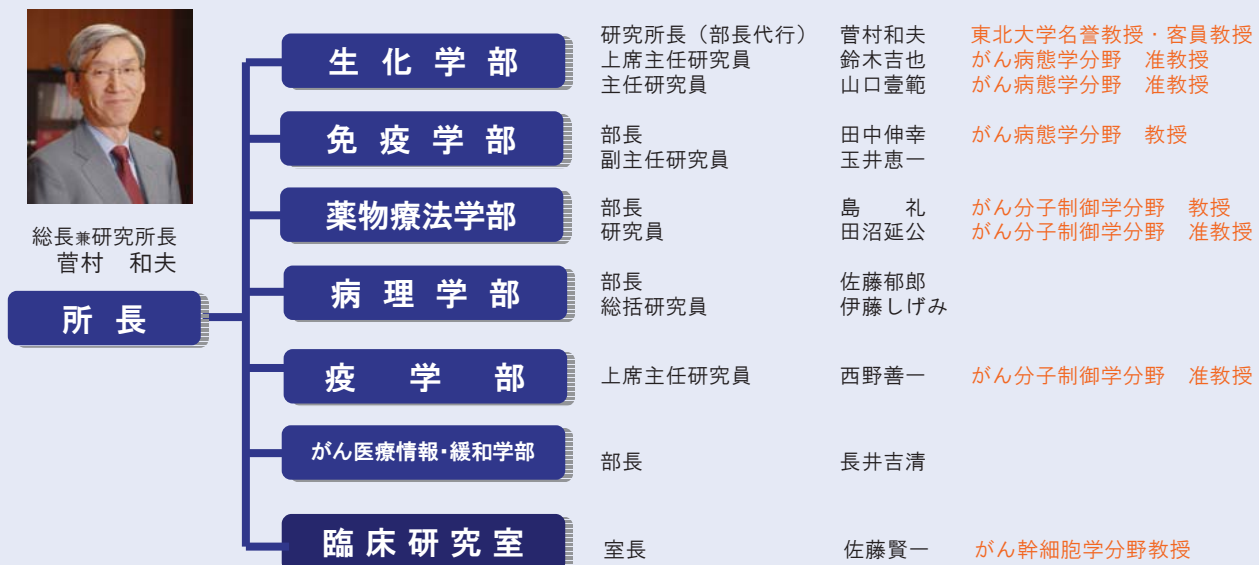 総長兼研究所長
菅村　和夫
所 長
生 化 学 部
研究所長（部長代行）　菅村和夫　東北大学名誉教授・客員教授
上席主任研究員　鈴木吉也　がん病態学分野　准教授
主任研究員　山口壹範　がん病態学分野　准教授
免 疫 学 部
部長　田中伸幸　がん病態学分野　教授
副主任研究員　玉井恵一
薬物療法学部
部長　島　　礼　がん分子制御学分野　教授
研究員　田沼延公　がん分子制御学分野　准教授
病 理 学 部
部長　佐藤郁郎
総括研究員　伊藤しげみ
疫　学　部
上席主任研究員　西野善一　がん分子制御学分野　准教授
がん医療情報・緩和学部
部長　長井吉清
臨 床 研 究 室
室長　佐藤賢一　がん幹細胞学分野教授